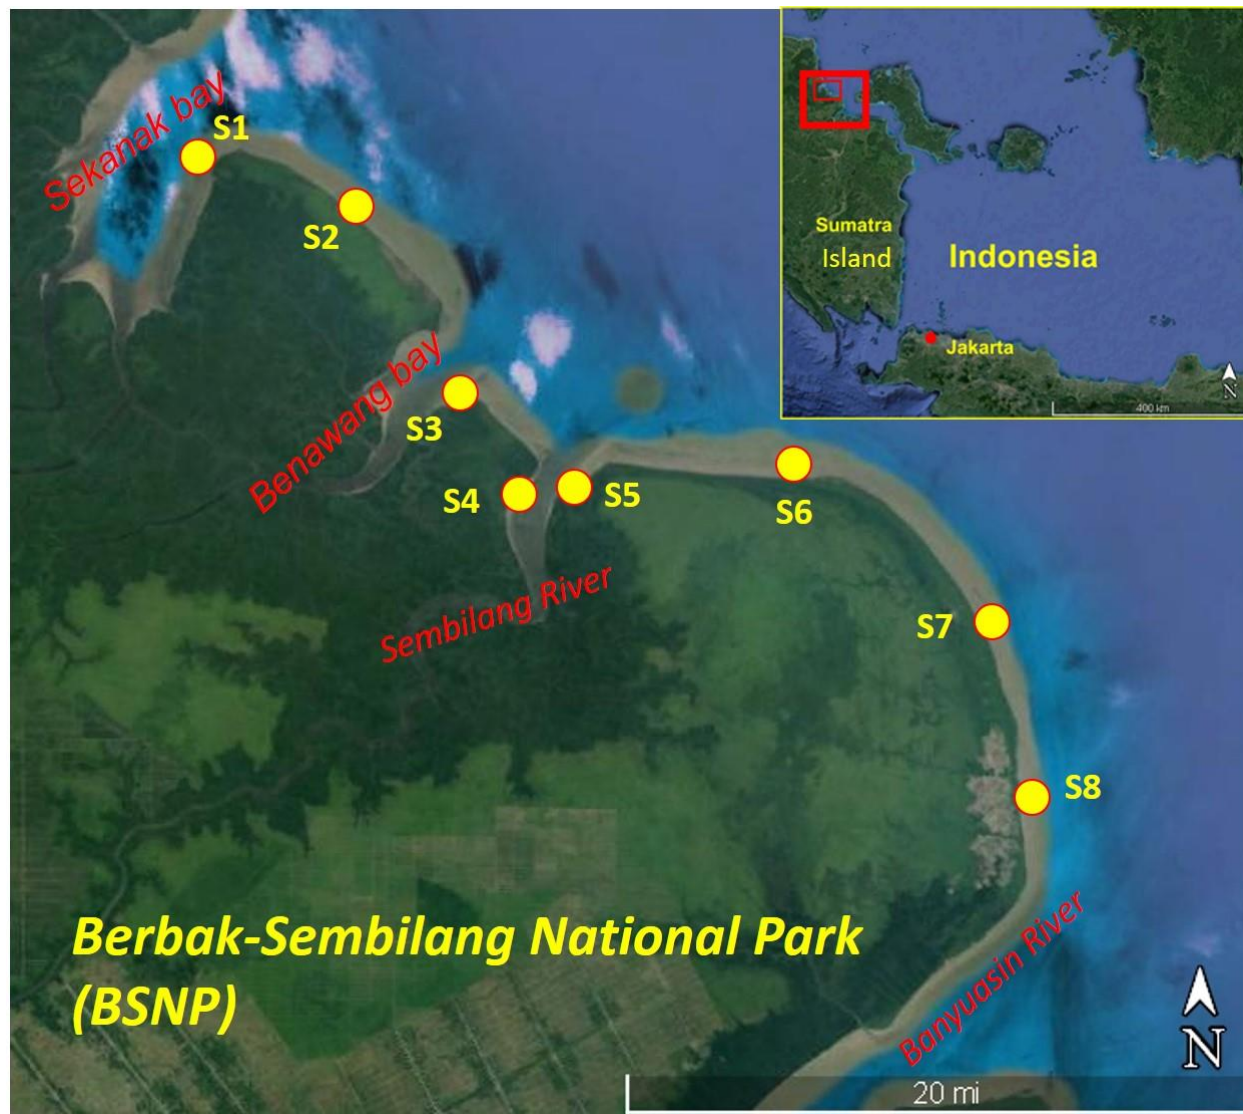 Sekanak bay
S1
S2
Sumatra
Island
Indonesia
Jakarta
N
400 km
Benawang bay
S3
S4
S5
S6
Sembilang River
S7
S8
Berbak-Sembilang National Park
(BSNP)
Banyuasin River
N
20 mi